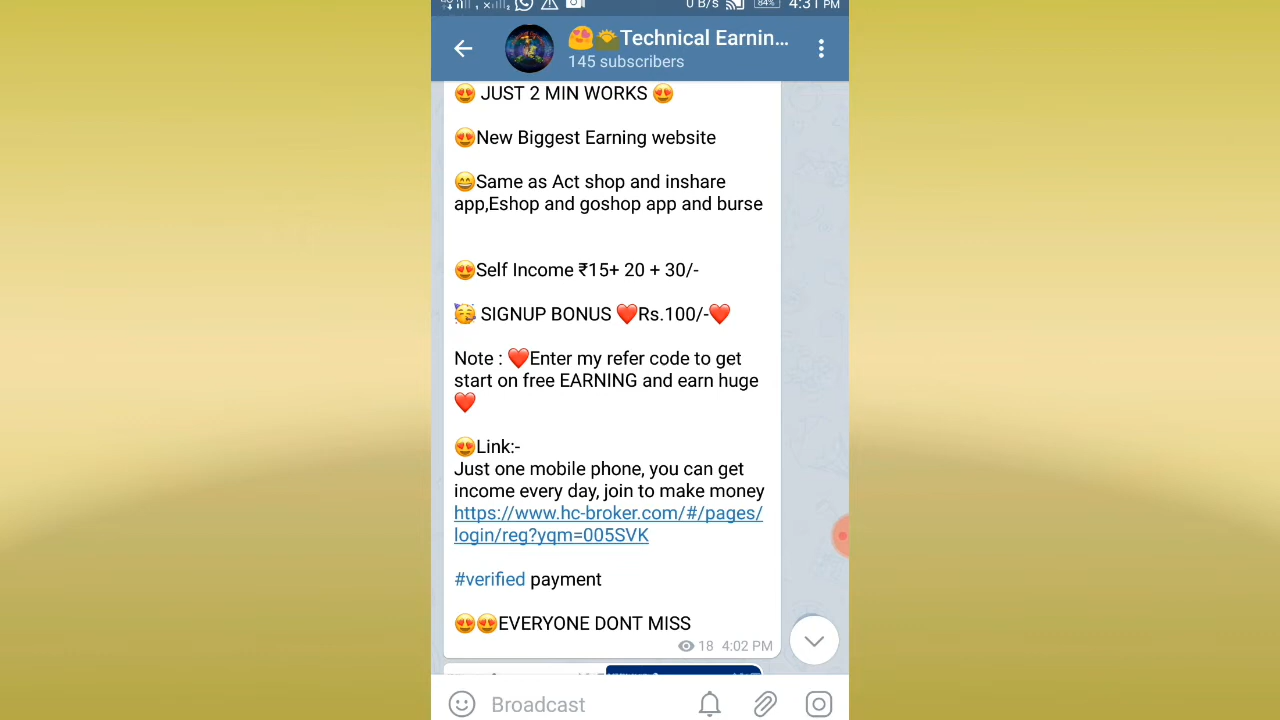 0 B/s 84% 4:31 PM
😍🌟Technical Earnin...
145 subscribers
😍 JUST 2 MIN WORKS 😍
😍New Biggest Earning website
😄Same as Act shop and inshare
app,Eshop and goshop app and burse
😍Self Income ₹15+ 20 + 30/-
🥳 SIGNUP BONUS ❤️Rs.100/-❤️
Note : ❤️Enter my refer code to get
start on free EARNING and earn huge
❤️
😍Link:-
Just one mobile phone, you can get
income every day, join to make money
https://www.hc-broker.com/#/pages/
login/reg?yqm=005SVK
#verified payment
😍😍EVERYONE DONT MISS
18 4:02 PM
Broadcast